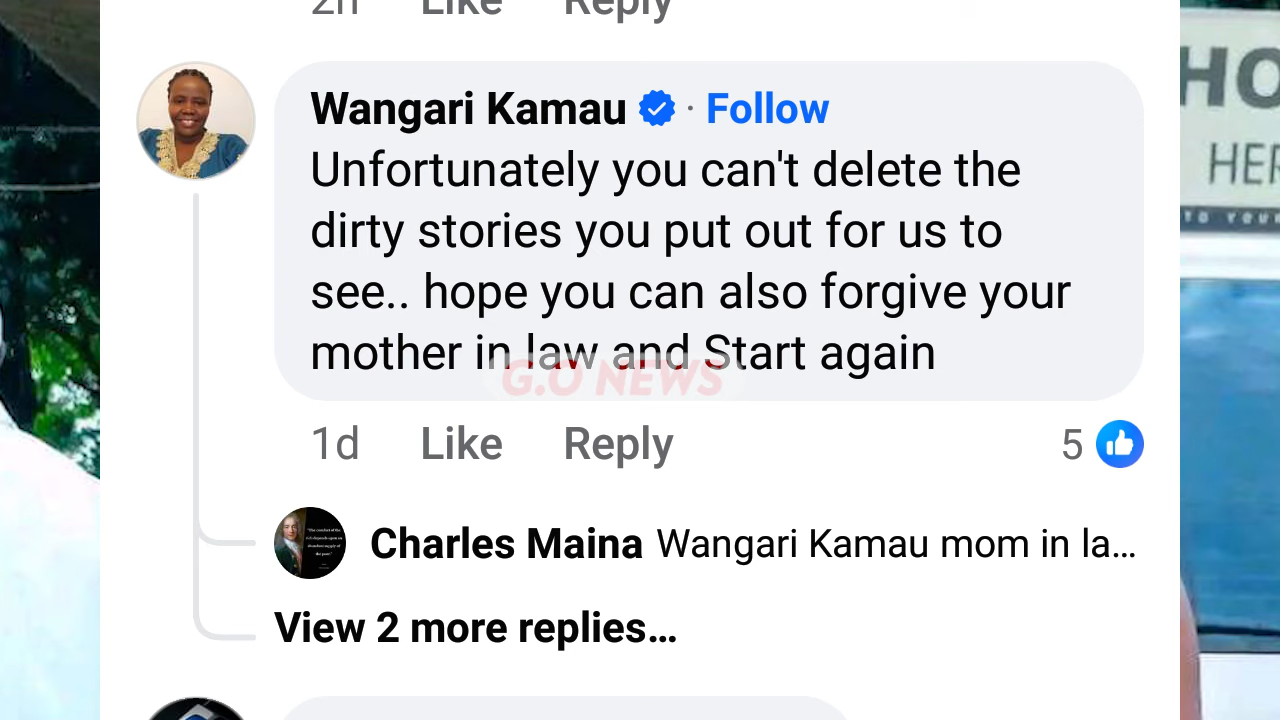 2h Like Reply
Wangari Kamau · Follow
Unfortunately you can't delete the
dirty stories you put out for us to
see.. hope you can also forgive your
mother in law and Start again
G.O NEWS
1d Like Reply 5
Charles Maina Wangari Kamau mom in la...
View 2 more replies...
HO
HER
TO YOUR